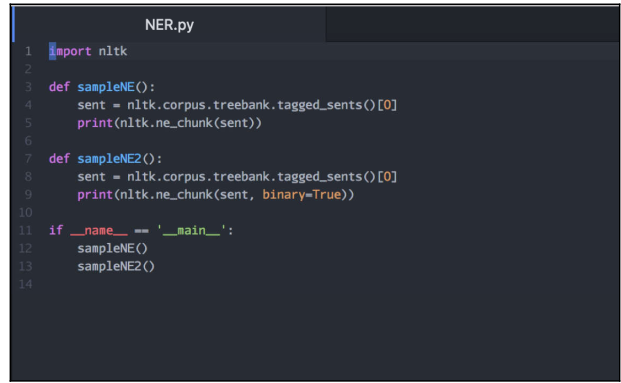 NER.py
1 import nltk
2
3 def sampleNE():
4     sent = nltk.corpus.treebank.tagged_sents()[0]
5     print(nltk.ne_chunk(sent))
6
7 def sampleNE2():
8     sent = nltk.corpus.treebank.tagged_sents()[0]
9     print(nltk.ne_chunk(sent, binary=True))
10
11 if __name__ == '__main__':
12     sampleNE()
13     sampleNE2()
14